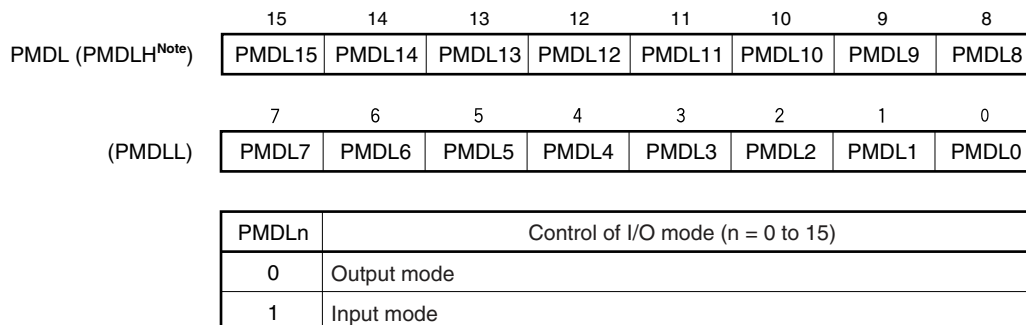 15 14 13 12 11 10 9 8
PMDL (PMDLHNote) PMDL15 PMDL14 PMDL13 PMDL12 PMDL11 PMDL10 PMDL9 PMDL8
7 6 5 4 3 2 1 0
(PMDLL) PMDL7 PMDL6 PMDL5 PMDL4 PMDL3 PMDL2 PMDL1 PMDL0
PMDLn Control of I/O mode (n = 0 to 15)
0 Output mode
1 Input mode